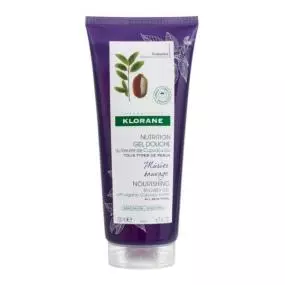 KLORANE
NUTRITION
GEL DOUCHE
au beurre de Cupuaçu BIO
TOUS TYPES DE PEAUX
Mûrier
sauvage
NOURISHING
SHOWER GEL
with organic Cupuaçu butter
ALL SKIN TYPES